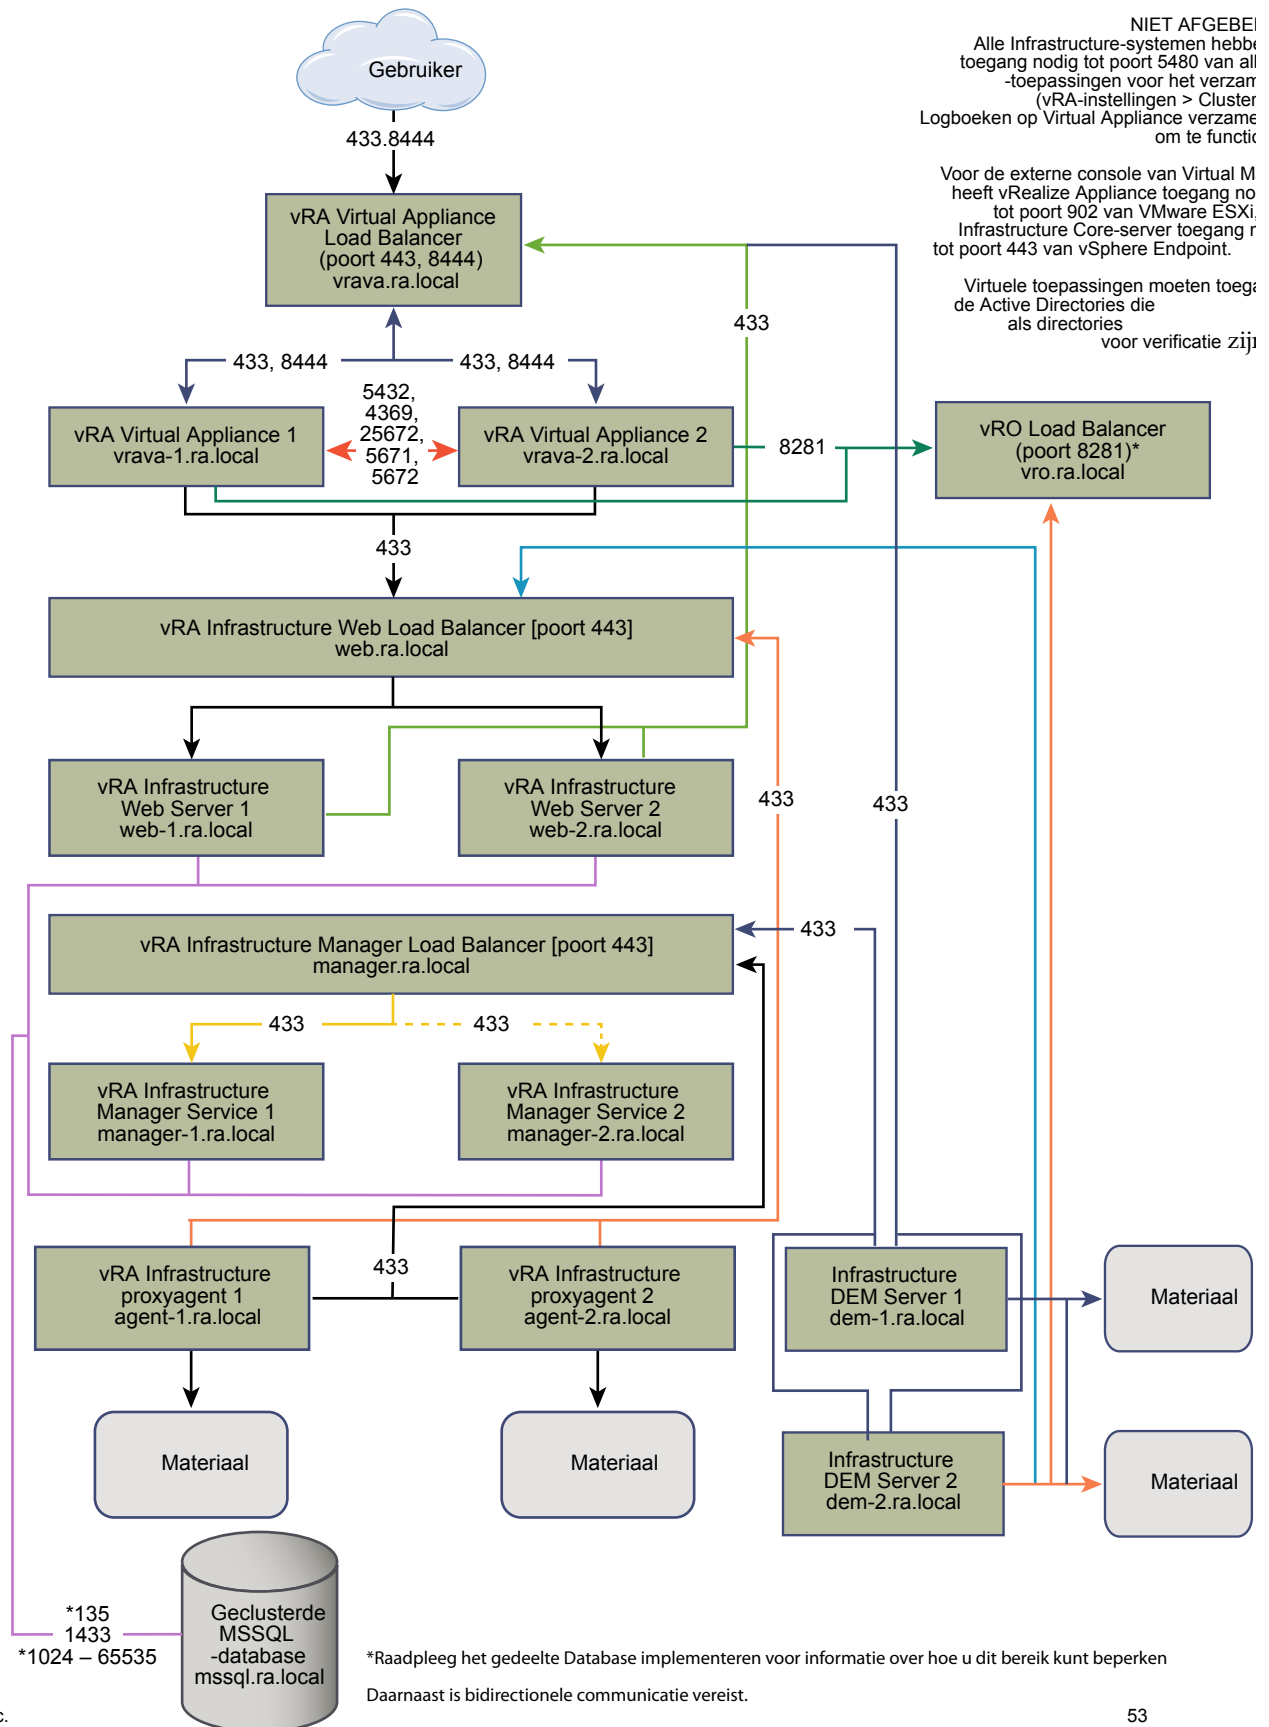 NIET AFGEBE
Alle Infrastructure-systemen hebbe
toegang nodig tot poort 5480 van
-toepassingen voor het
(vRA-instellingen > Cluster
Logboeken op Virtual Appliance
om te
Voor de externe console van Virtual
heeft vRealize Appliance toegang
tot poort 902 van VMware ESXi,
Infrastructure Core-server toegang
tot poort 443 van vSphere Endpoint.
Virtuele toepassingen moeten
de Active Directories die
als directories
voor verificatie
Gebruiker
433.8444
vRA Virtual Appliance
Load Balancer
(poort 443, 8444)
vrava.ra.local
433
433, 8444
433, 8444
5432,
4369,
25672,
5671,
5672
vRA Virtual Appliance 1
vrava-1.ra.local
vRA Virtual Appliance 2
vrava-2.ra.local
8281
vRO Load Balancer
(poort 8281)*
vro.ra.local
433
vRA Infrastructure Web Load Balancer [poort 443]
web.ra.local
vRA Infrastructure
Web Server 1
web-1.ra.local
vRA Infrastructure
Web Server 2
web-2.ra.local
433
433
vRA Infrastructure Manager Load Balancer [poort 443]
manager.ra.local
433
433
433
vRA Infrastructure
Manager Service 1
manager-1.ra.local
vRA Infrastructure
Manager Service 2
manager-2.ra.local
vRA Infrastructure
proxyagent 1
agent-1.ra.local
433
vRA Infrastructure
proxyagent 2
agent-2.ra.local
Infrastructure
DEM Server 1
dem-1.ra.local
Materiaal
Materiaal
Materiaal
Infrastructure
DEM Server 2
dem-2.ra.local
Materiaal
*135
1433
*1024 – 65535
Geclusterde
MSSQL
-database
mssql.ra.local
*Raadpleeg het gedeelte Database implementeren voor informatie over hoe u dit bereik kunt beperken
Daarnaast is bidirectionele communicatie vereist.
c.
53